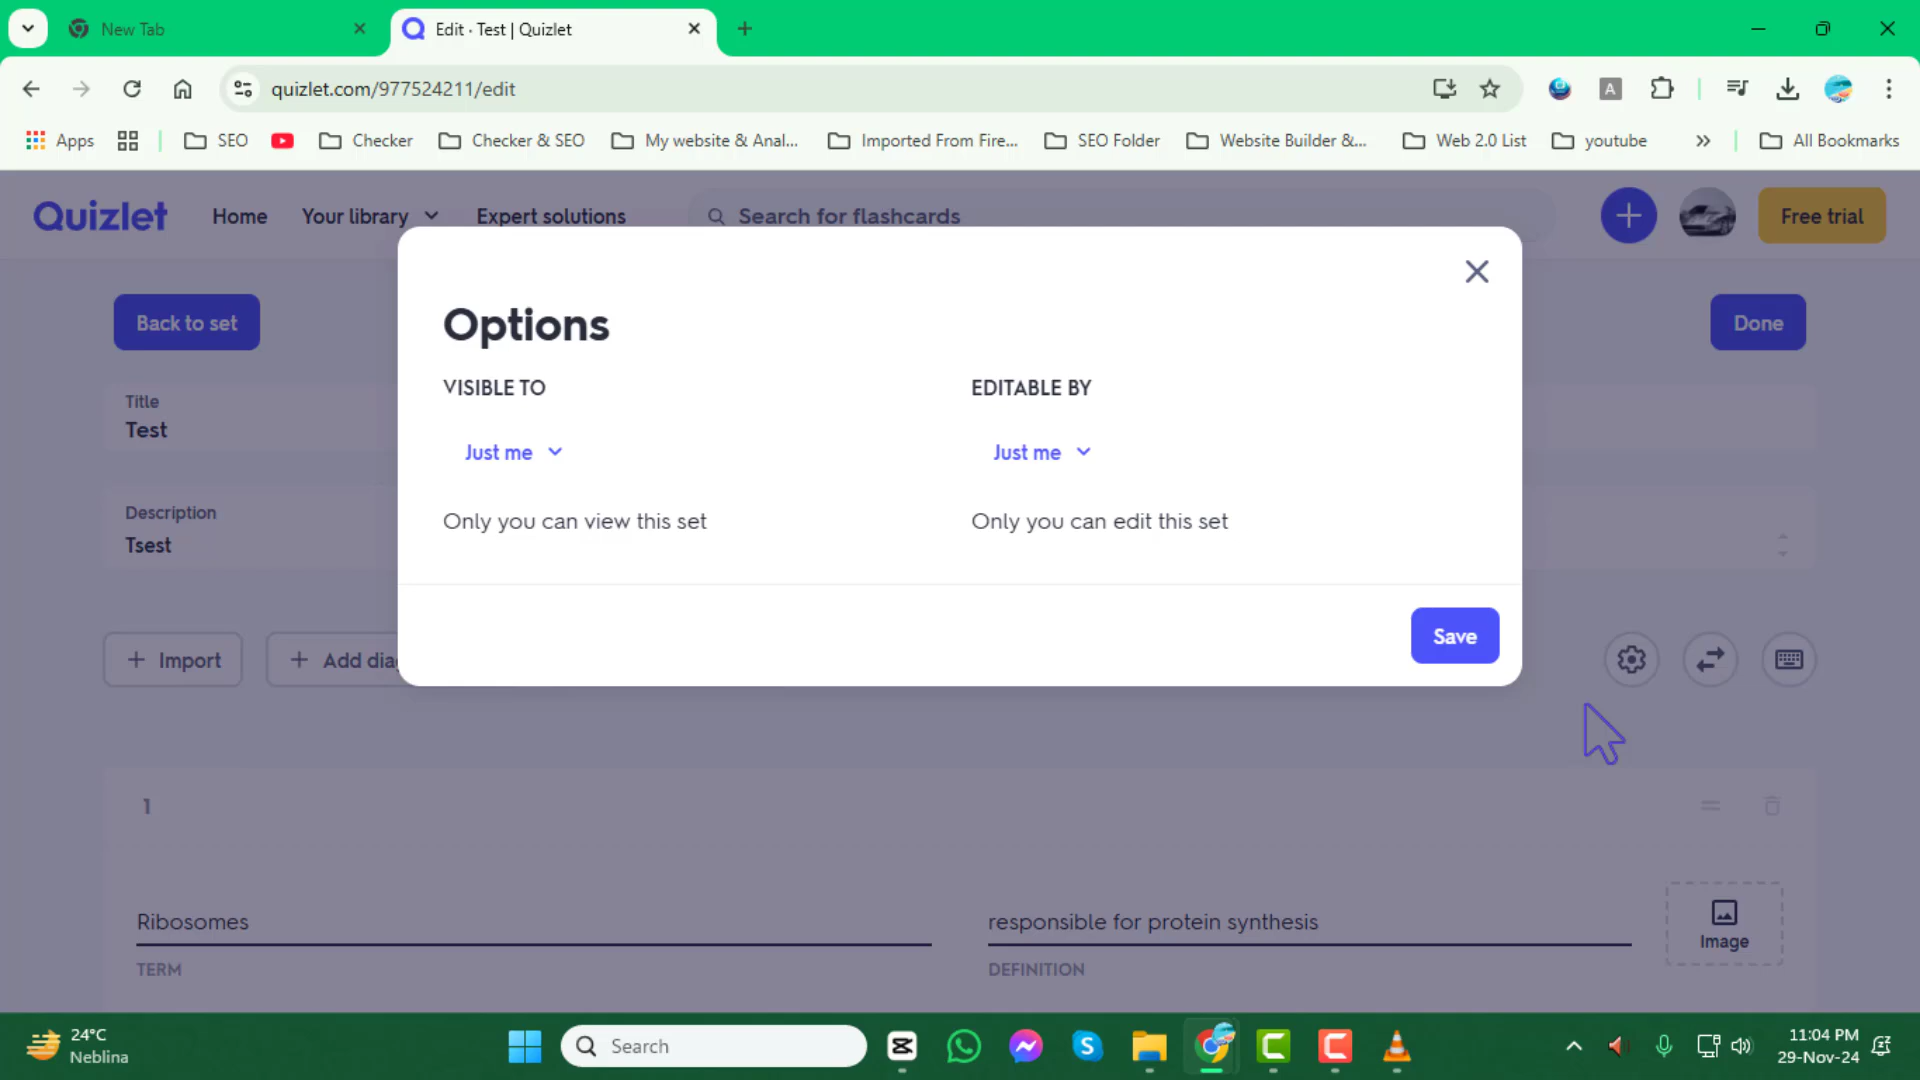 New Tab
Edit · Test | Quizlet
quizlet.com/977524211/edit
A
Apps
SEO
Checker
Checker & SEO
My website & Anal...
Imported From Fire...
SEO Folder
Website Builder &...
Web 2.0 List
youtube
All Bookmarks
Quizlet
Home
Your library
Expert solutions
Search for flashcards
Free trial
Back to set
Done
Options
VISIBLE TO
EDITABLE BY
Just me
Just me
Only you can view this set
Only you can edit this set
Save
Title
Test
Description
Tsest
+ Import
+ Add dia
1
Ribosomes
TERM
responsible for protein synthesis
DEFINITION
Image
24°C
Neblina
Search
11:04 PM
29-Nov-24